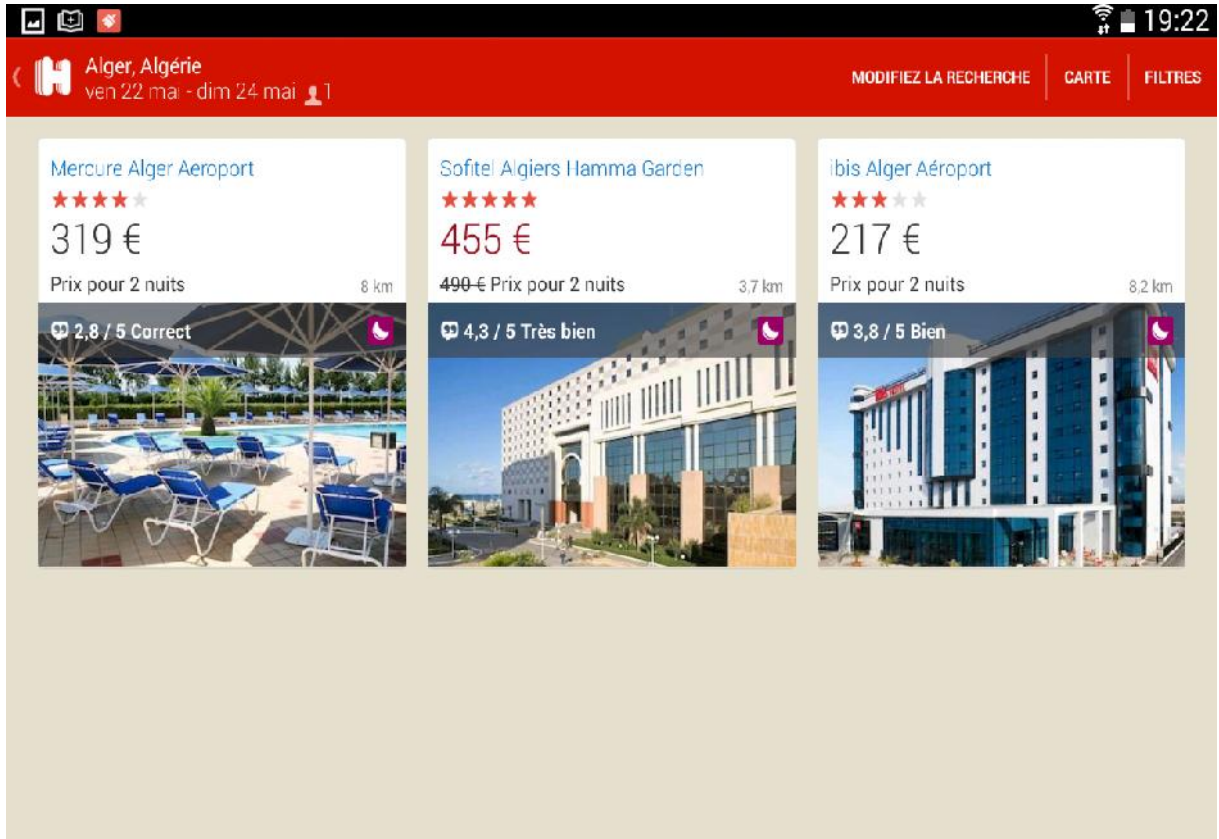 19:22
Alger, Algérie
ven 22 mai - dim 24 mai 1
MODIFIEZ LA RECHERCHE
CARTE
FILTRES
Mercure Alger Aeroport
319 €
Prix pour 2 nuits
8 km
2,8 / 5 Correct
Sofitel Algiers Hamma Garden
455 €
490 € Prix pour 2 nuits
3,7 km
4,3 / 5 Très bien
ibis Alger Aéroport
217 €
Prix pour 2 nuits
8,2 km
3,8 / 5 Bien